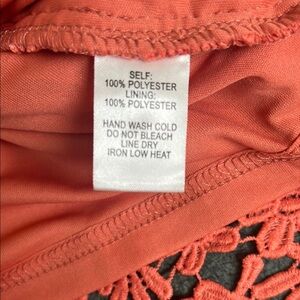 SELF:
100% POLYESTER
LINING:
100% POLYESTER
HAND WASH COLD
DO NOT BLEACH
LINE DRY
IRON LOW HEAT